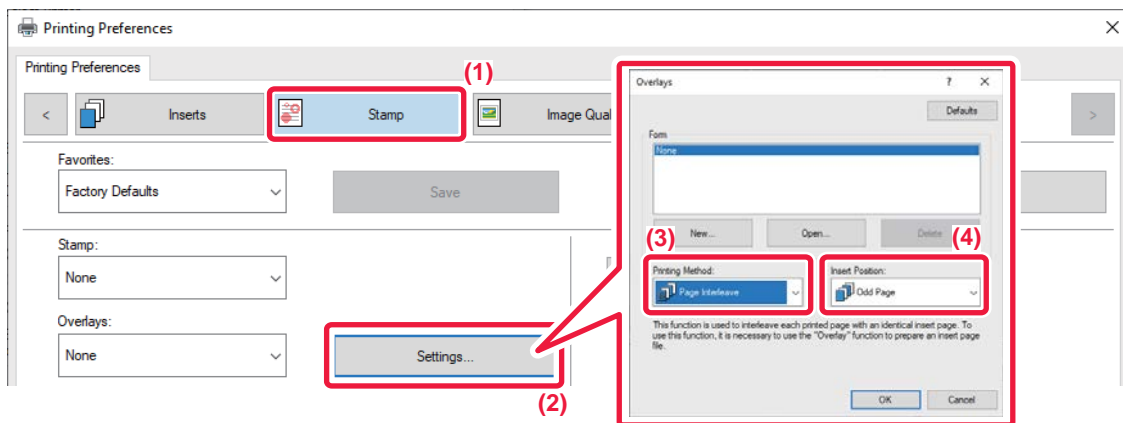 Printing Preferences
Printing Preferences
(1)
<
Inserts
Stamp
Image Qual
>
Favorites:
Factory Defaults
Save
Stamp:
None
Overlays:
None
Settings...
(2)
Overlays
?
Defaults
Form
None
New...
Open...
Delete
(3)
(4)
Printing Method:
Insert Position:
Page Interleave
Odd Page
This function is used to interleave each printed page with an identical insert page. To
use this function, it is necessary to use the "Overlay" function to prepare an insert page
file.
OK
Cancel